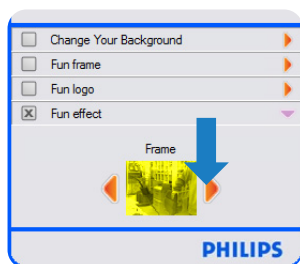 Change Your Background
Fun frame
Fun logo
Fun effect
Frame
PHILIPS